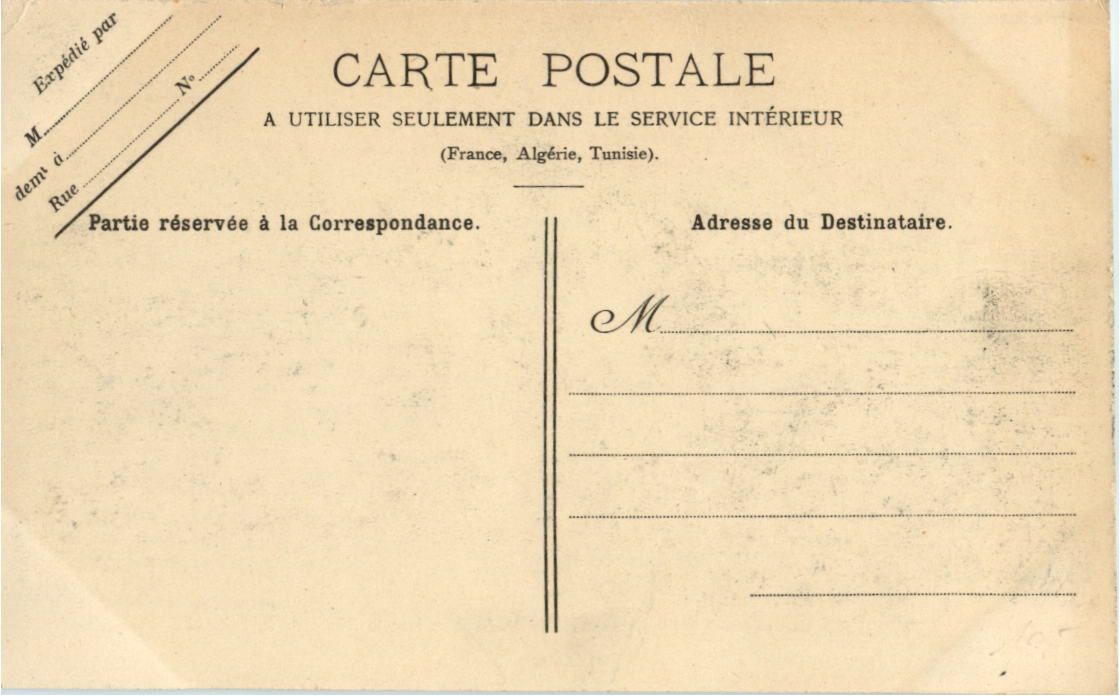 Expédié par
M
demt à
Rue Nº
CARTE POSTALE
A UTILISER SEULEMENT DANS LE SERVICE INTÉRIEUR
(France, Algérie, Tunisie).
Partie réservée à la Correspondance.
Adresse du Destinataire.
M